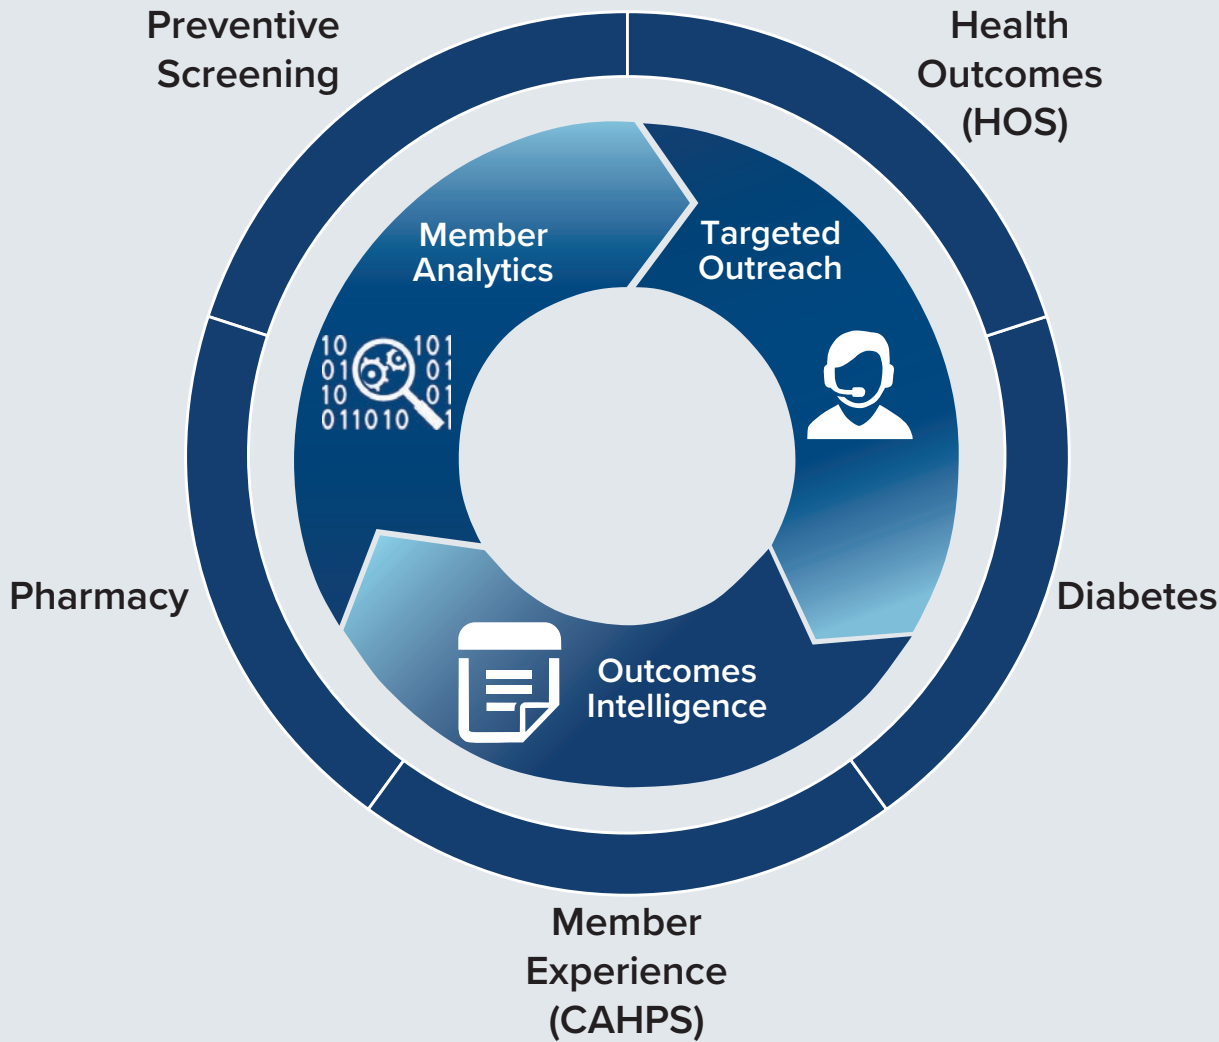 Preventive
Screening
Health
Outcomes
(HOS)
Member
Analytics
Targeted
Outreach
10 101
01 01
10 01
011010 1
Pharmacy
Diabetes
Outcomes
Intelligence
Member
Experience
(CAHPS)